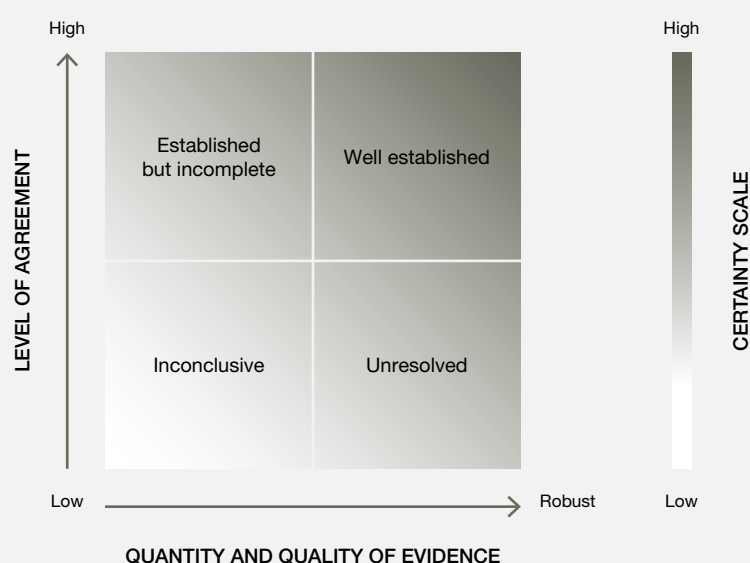 High
High
LEVEL OF AGREEMENT
Established
but incomplete
Well established
CERTAINTY SCALE
Inconclusive
Unresolved
Low
Robust
Low
QUANTITY AND QUALITY OF EVIDENCE